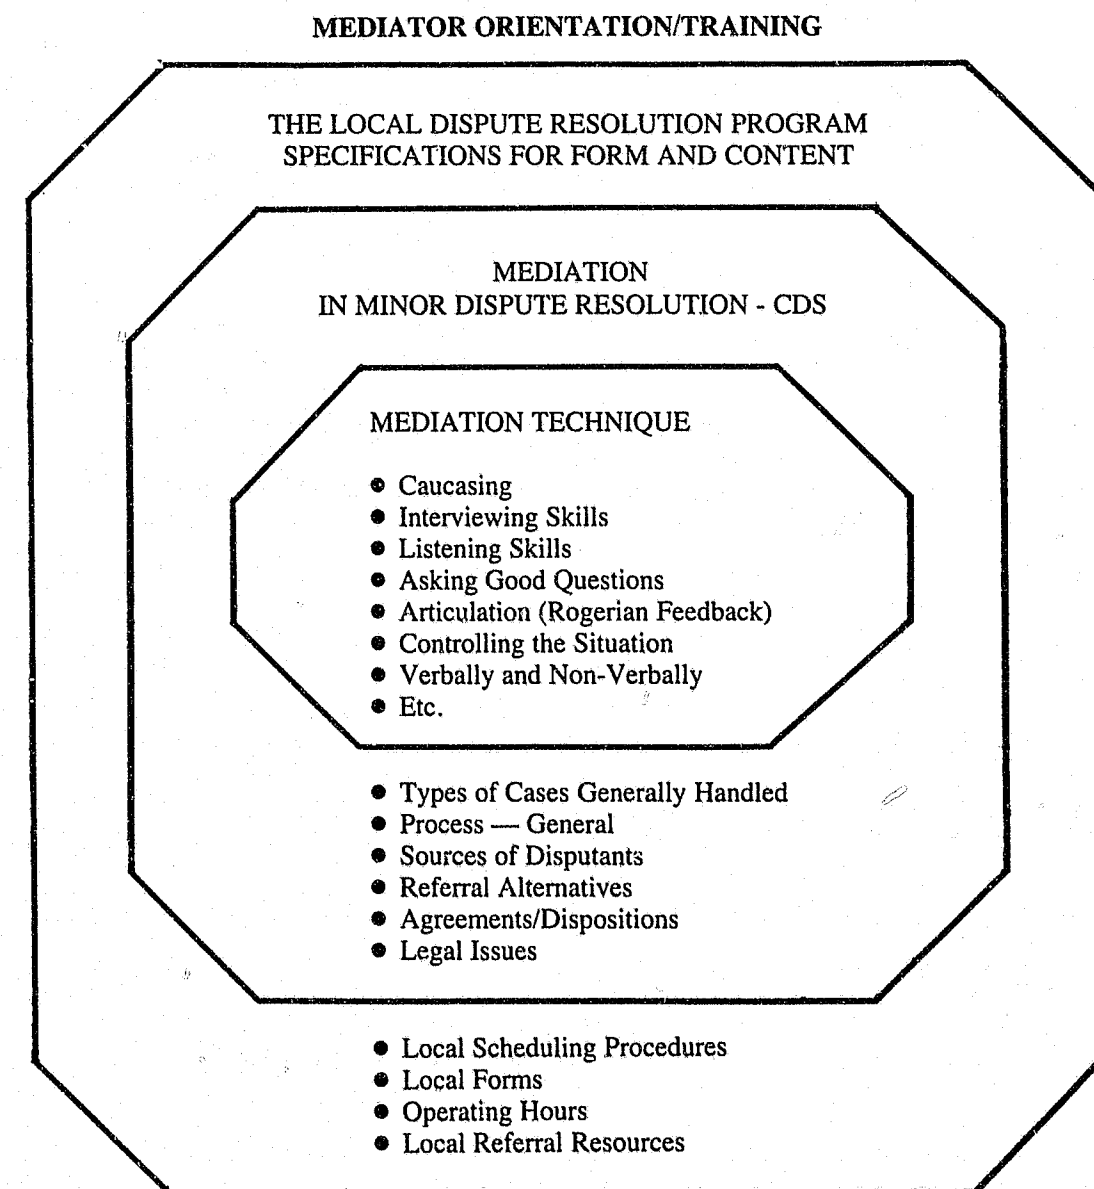 MEDIATOR ORIENTATION/TRAINING
THE LOCAL DISPUTE RESOLUTION PROGRAM
SPECIFICATIONS FOR FORM AND CONTENT
MEDIATION
IN MINOR DISPUTE RESOLUTION - CDS
MEDIATION TECHNIQUE
• Caucasing
• Interviewing Skills
• Listening Skills
• Asking Good Questions
• Articulation (Rogerian Feedback)
• Controlling the Situation
• Verbally and Non-Verbally
• Etc.
• Types of Cases Generally Handled
• Process — General
• Sources of Disputants
• Referral Alternatives
• Agreements/Dispositions
• Legal Issues
• Local Scheduling Procedures
• Local Forms
• Operating Hours
• Local Referral Resources